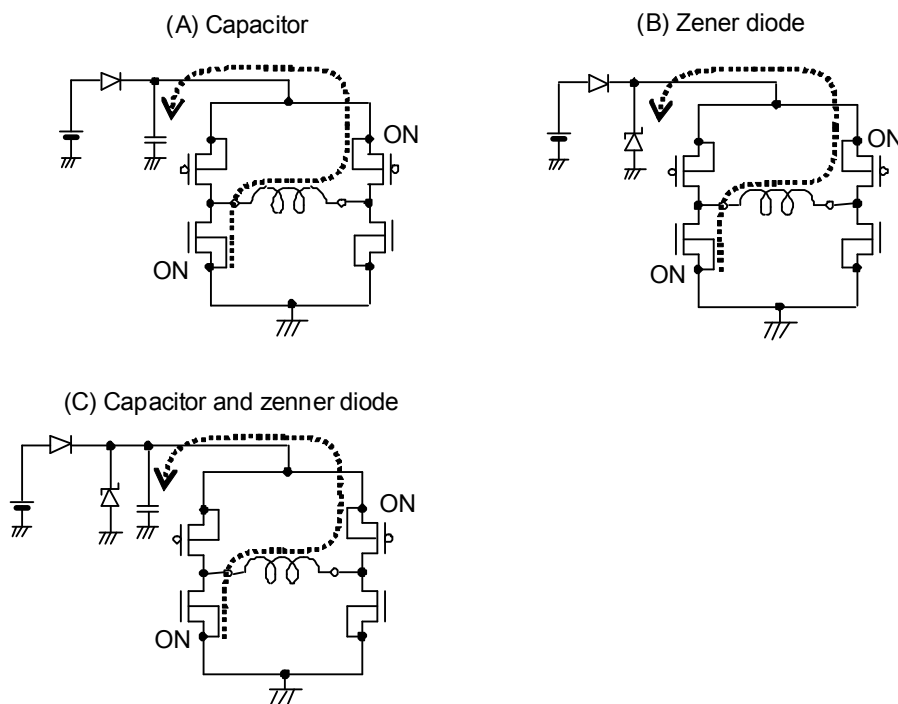 (A) Capacitor
(B) Zener diode
ON
ON
ON
ON
(C) Capacitor and zenner diode
ON
ON